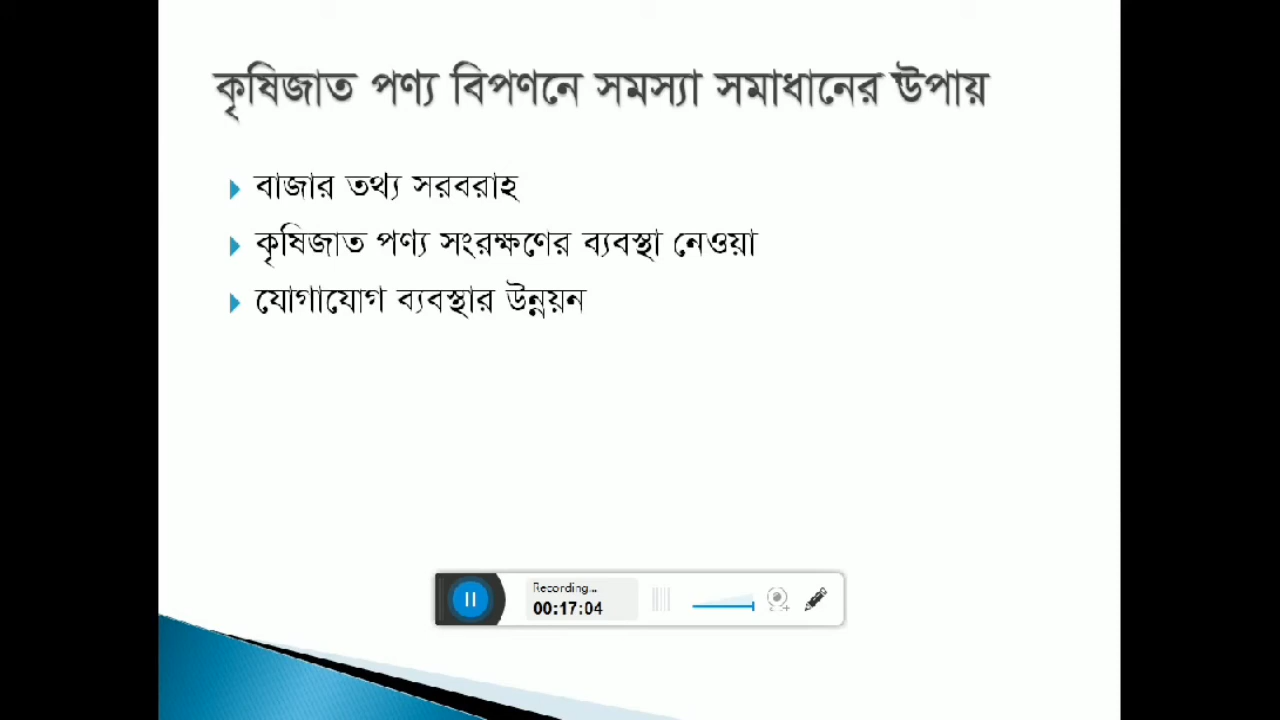 কৃষিজাত পণ্য বিপণনে সমস্যা সমাধানের উপায়
বাজার তথ্য সরবরাহ
কৃষিজাত পণ্য সংরক্ষণের ব্যবস্থা নেওয়া
যোগাযোগ ব্যবস্থার উন্নয়ন
Recording...
00:17:04